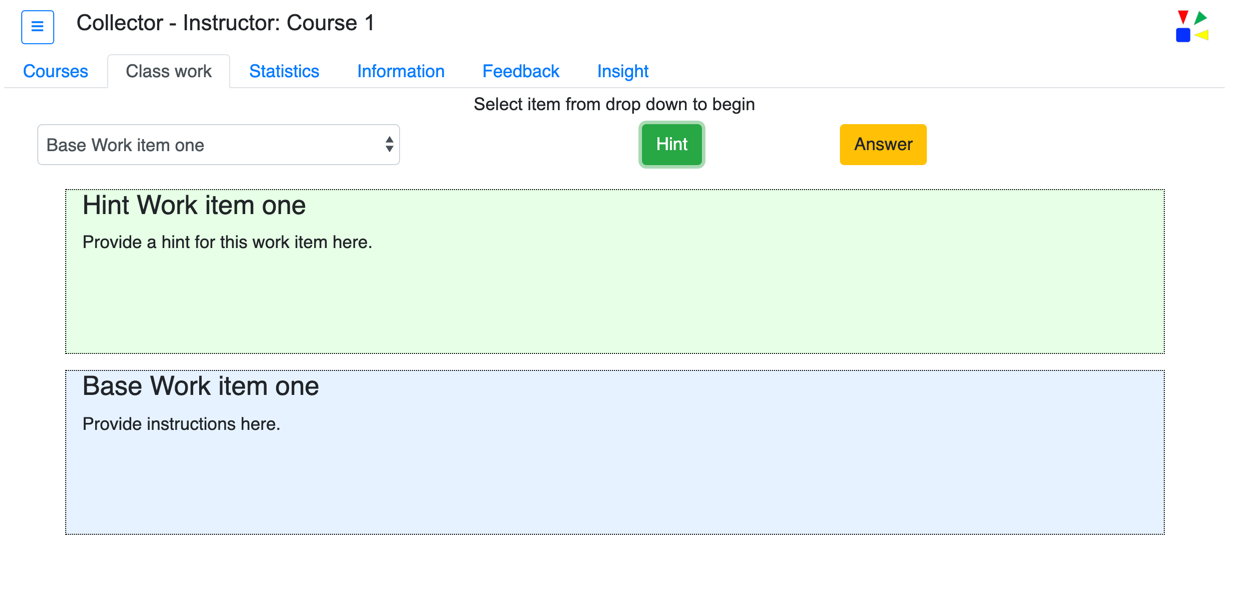 Collector - Instructor: Course 1
Courses Class work Statistics Information Feedback Insight
Select item from drop down to begin
Base Work item one Hint Answer
Hint Work item one
Provide a hint for this work item here.
Base Work item one
Provide instructions here.